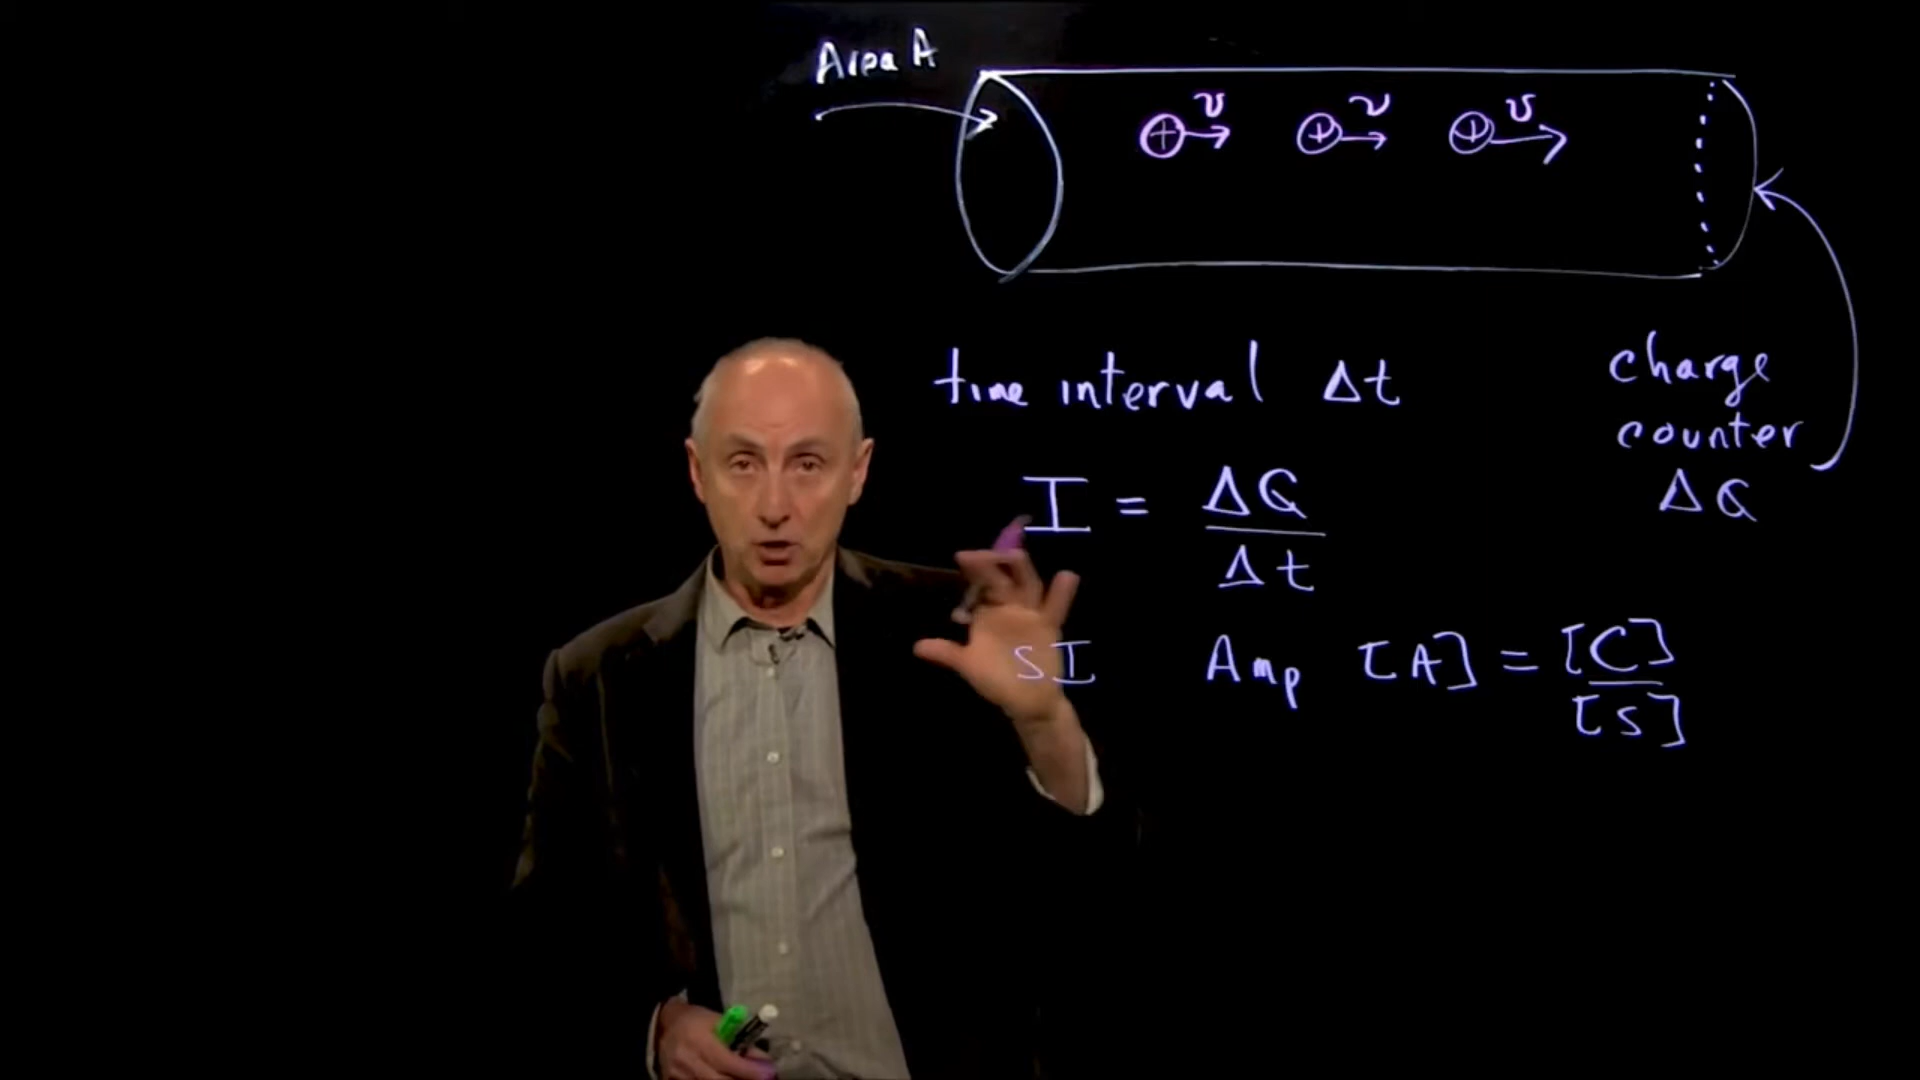 Area A
v v v
+ + +
time interval Δt
charge
counter
ΔQ
I = ΔQ
Δt
SI Amp [A] = [C]
[S]